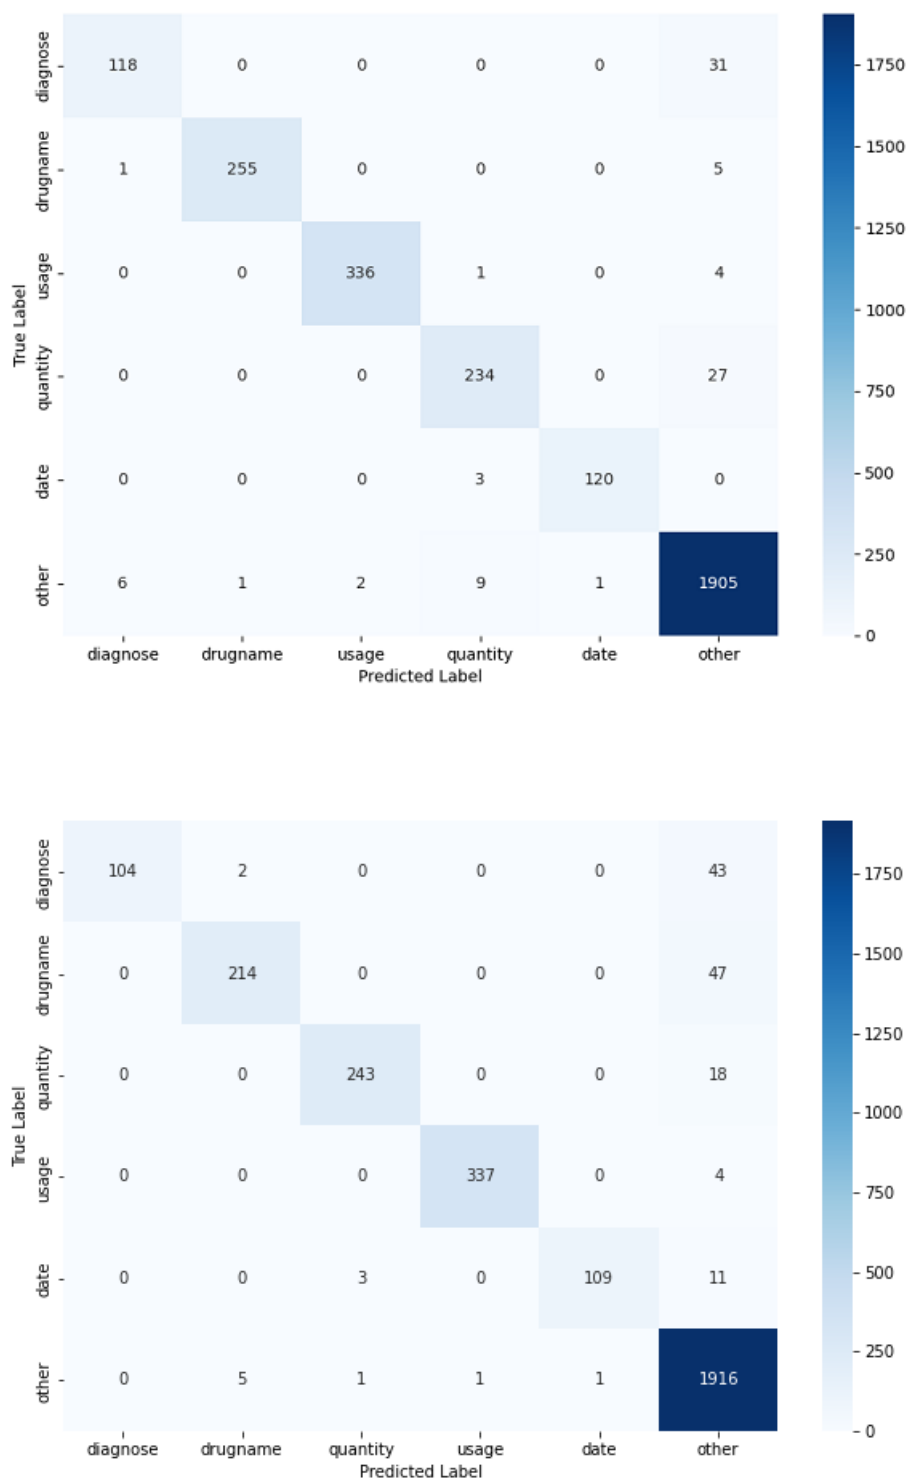 diagnose 118 0 0 0 0 31
drugname 1 255 0 0 0 5
usage 0 0 336 1 0 4
quantity 0 0 0 234 0 27
date 0 0 0 3 120 0
other 6 1 2 9 1 1905
True Label
diagnose drugname usage quantity date other
Predicted Label
1750
1500
1250
1000
750
500
250
0
diagnose 104 2 0 0 0 43
drugname 0 214 0 0 0 47
quantity 0 0 243 0 0 18
usage 0 0 0 337 0 4
date 0 0 3 0 109 11
other 0 5 1 1 1 1916
True Label
diagnose drugname quantity usage date other
Predicted Label
1750
1500
1250
1000
750
500
250
0